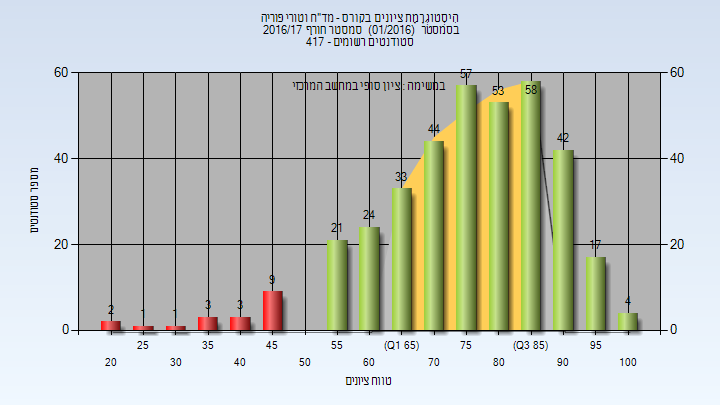 היסטוגרמת ציונים בקורס - מד"ח וטורי פוריה
בסמסטר (01/2016) סמסטר חורף 2016/17
סטודנטים רשומים - 417
במשימה : ציון סופי במחשב המרכזי
60 60
40 40
20 20
0 0
מספר סטודנטים
2 1 1 3 3 9 21 24 33 44 57 53 58 42 17 4
25 35 45 55 (Q1 65) 75 (Q3 85) 95
20 30 40 50 60 70 80 90 100
טווח ציונים